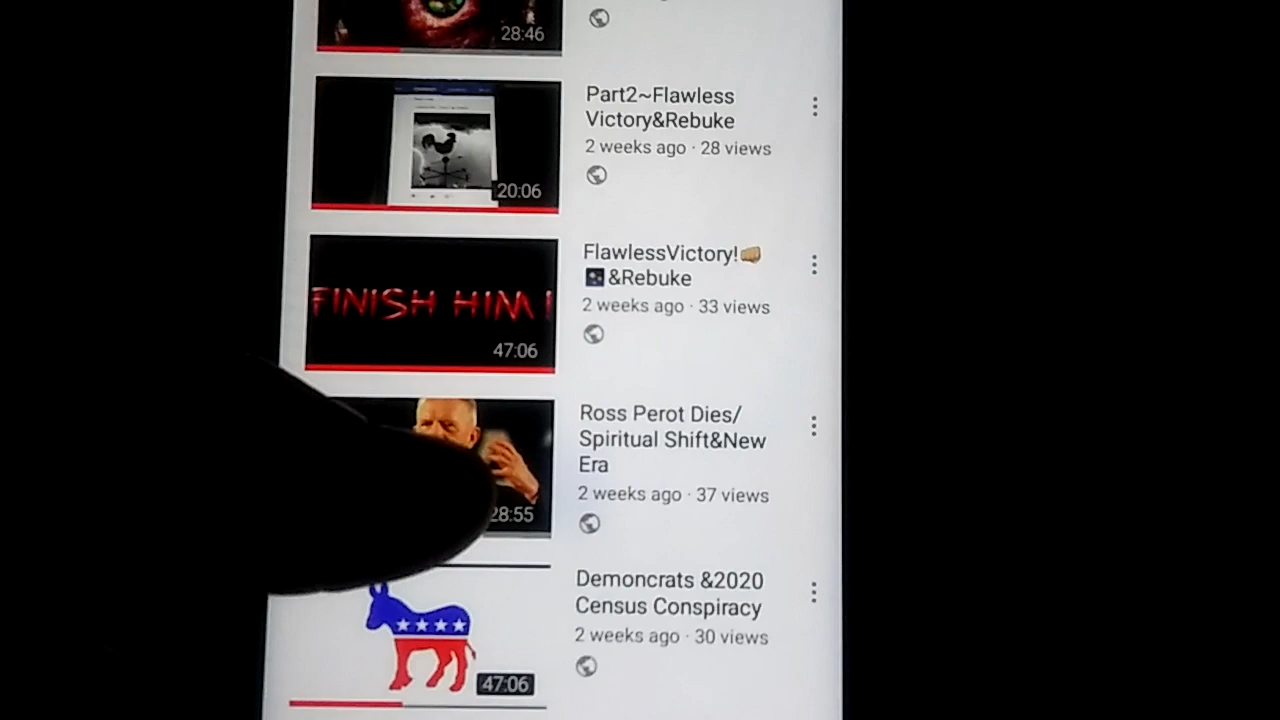 28:46
Part2~Flawless
Victory&Rebuke
2 weeks ago · 28 views
20:06
FlawlessVictory!👊🏼
🎆&Rebuke
2 weeks ago · 33 views
FINISH HIM!
47:06
Ross Perot Dies/
Spiritual Shift&New
Era
2 weeks ago · 37 views
28:55
Demoncrats &2020
Census Conspiracy
2 weeks ago · 30 views
47:06